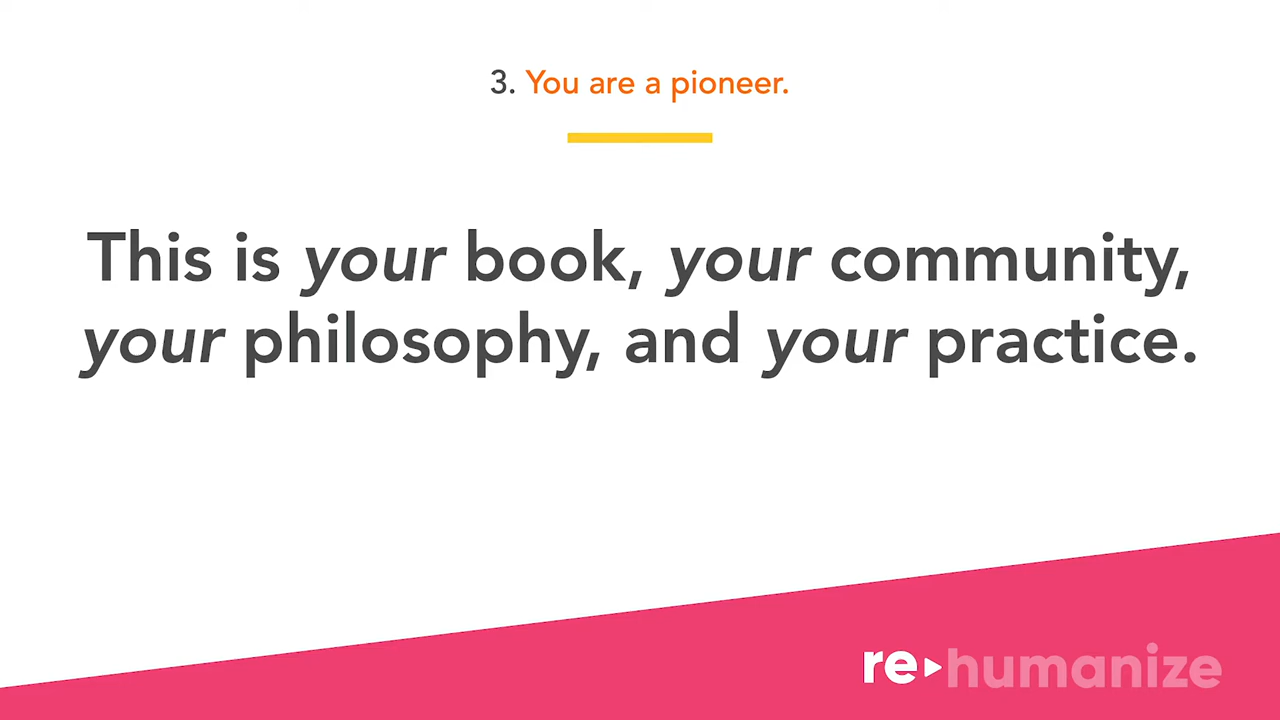 3. You are a pioneer.
This is your book, your community,
your philosophy, and your practice.
re humanize